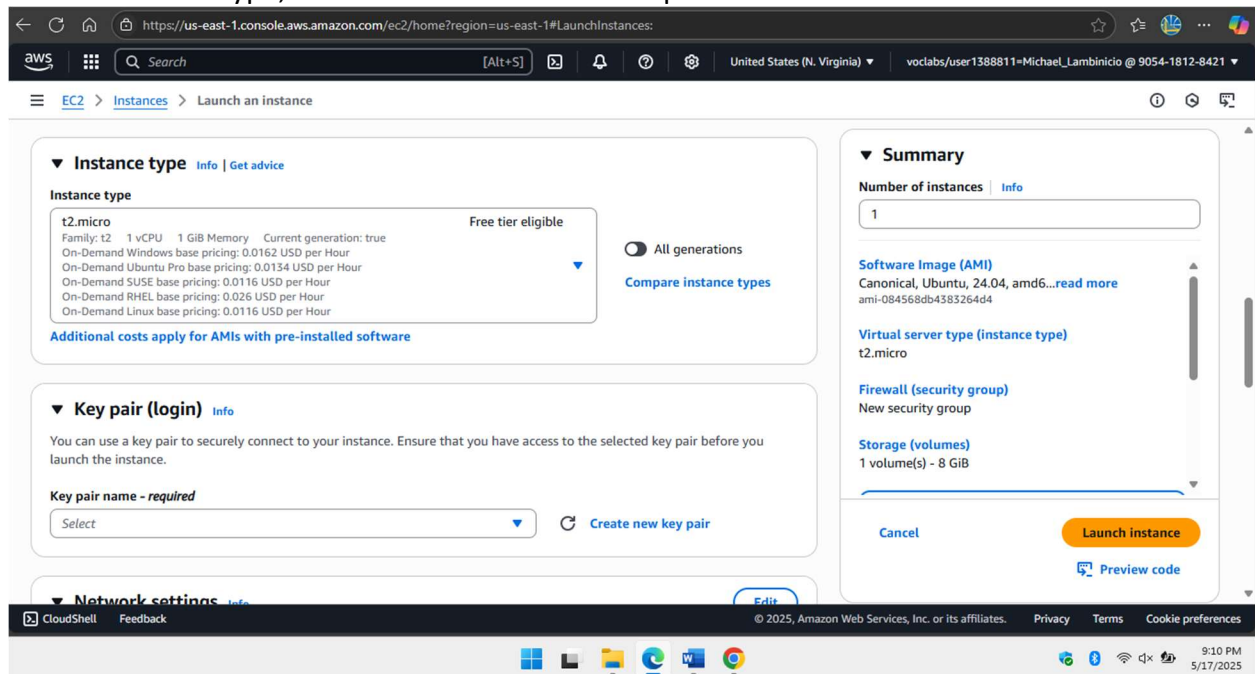 https://us-east-1.console.aws.amazon.com/ec2/home?region=us-east-1#LaunchInstances:
aws
Search [Alt+S]
United States (N. Virginia) ▼
voclabs/user1388811=Michael_Lambinicio @ 9054-1812-8421 ▼
EC2 > Instances > Launch an instance
▼ Instance type Info | Get advice
Instance type
t2.micro Free tier eligible
Family: t2 1 vCPU 1 GiB Memory Current generation: true
On-Demand Windows base pricing: 0.0162 USD per Hour
On-Demand Ubuntu Pro base pricing: 0.0134 USD per Hour
On-Demand SUSE base pricing: 0.0116 USD per Hour
On-Demand RHEL base pricing: 0.026 USD per Hour
On-Demand Linux base pricing: 0.0116 USD per Hour
All generations
Compare instance types
Additional costs apply for AMIs with pre-installed software
▼ Key pair (login) Info
You can use a key pair to securely connect to your instance. Ensure that you have access to the selected key pair before you
launch the instance.
Key pair name - required
Select
Create new key pair
▼ Network settings Info
Edit
▼ Summary
Number of instances | Info
1
Software Image (AMI)
Canonical, Ubuntu, 24.04, amd6...read more
ami-084568db4383264d4
Virtual server type (instance type)
t2.micro
Firewall (security group)
New security group
Storage (volumes)
1 volume(s) - 8 GiB
Cancel
Launch instance
Preview code
CloudShell Feedback
© 2025, Amazon Web Services, Inc. or its affiliates. Privacy Terms Cookie preferences
9:10 PM
5/17/2025